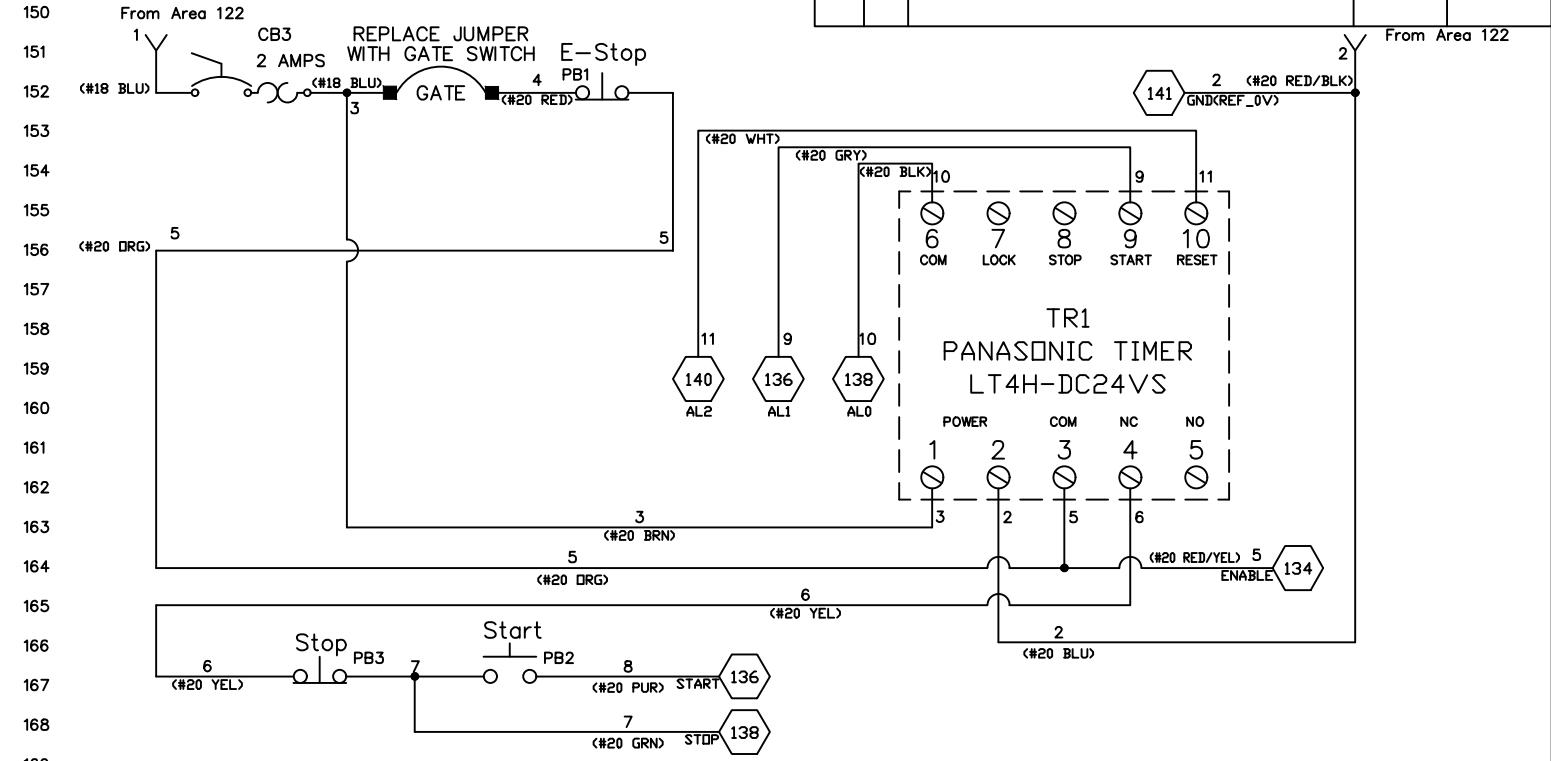 150
From Area 122
1
CB3
2 AMPS
REPLACE JUMPER
WITH GATE SWITCH
E-Stop
From Area 122
2
151
152
(#18 BLU)
(#18 BLU)
3
GATE
4
(#20 RED)
PB1
141
2
(#20 RED/BLK)
GND(REF_0V)
153
(#20 WHT)
154
(#20 GRY)
(#20 BLK)
10
9
11
155
6
7
8
9
10
COM
LOCK
STOP
START
RESET
156
(#20 ORG)
5
5
157
158
TR1
PANASONIC TIMER
LT4H-DC24VS
11
9
10
159
140
136
138
160
AL2
AL1
AL0
POWER
COM
NC
NO
161
1
2
3
4
5
162
163
3
(#20 BRN)
3
2
5
6
164
5
(#20 ORG)
(#20 RED/YEL)
5
ENABLE
134
165
6
(#20 YEL)
166
2
(#20 BLU)
Stop
PB3
Start
PB2
167
6
(#20 YEL)
7
8
(#20 PUR)
START
136
168
7
(#20 GRN)
STOP
138